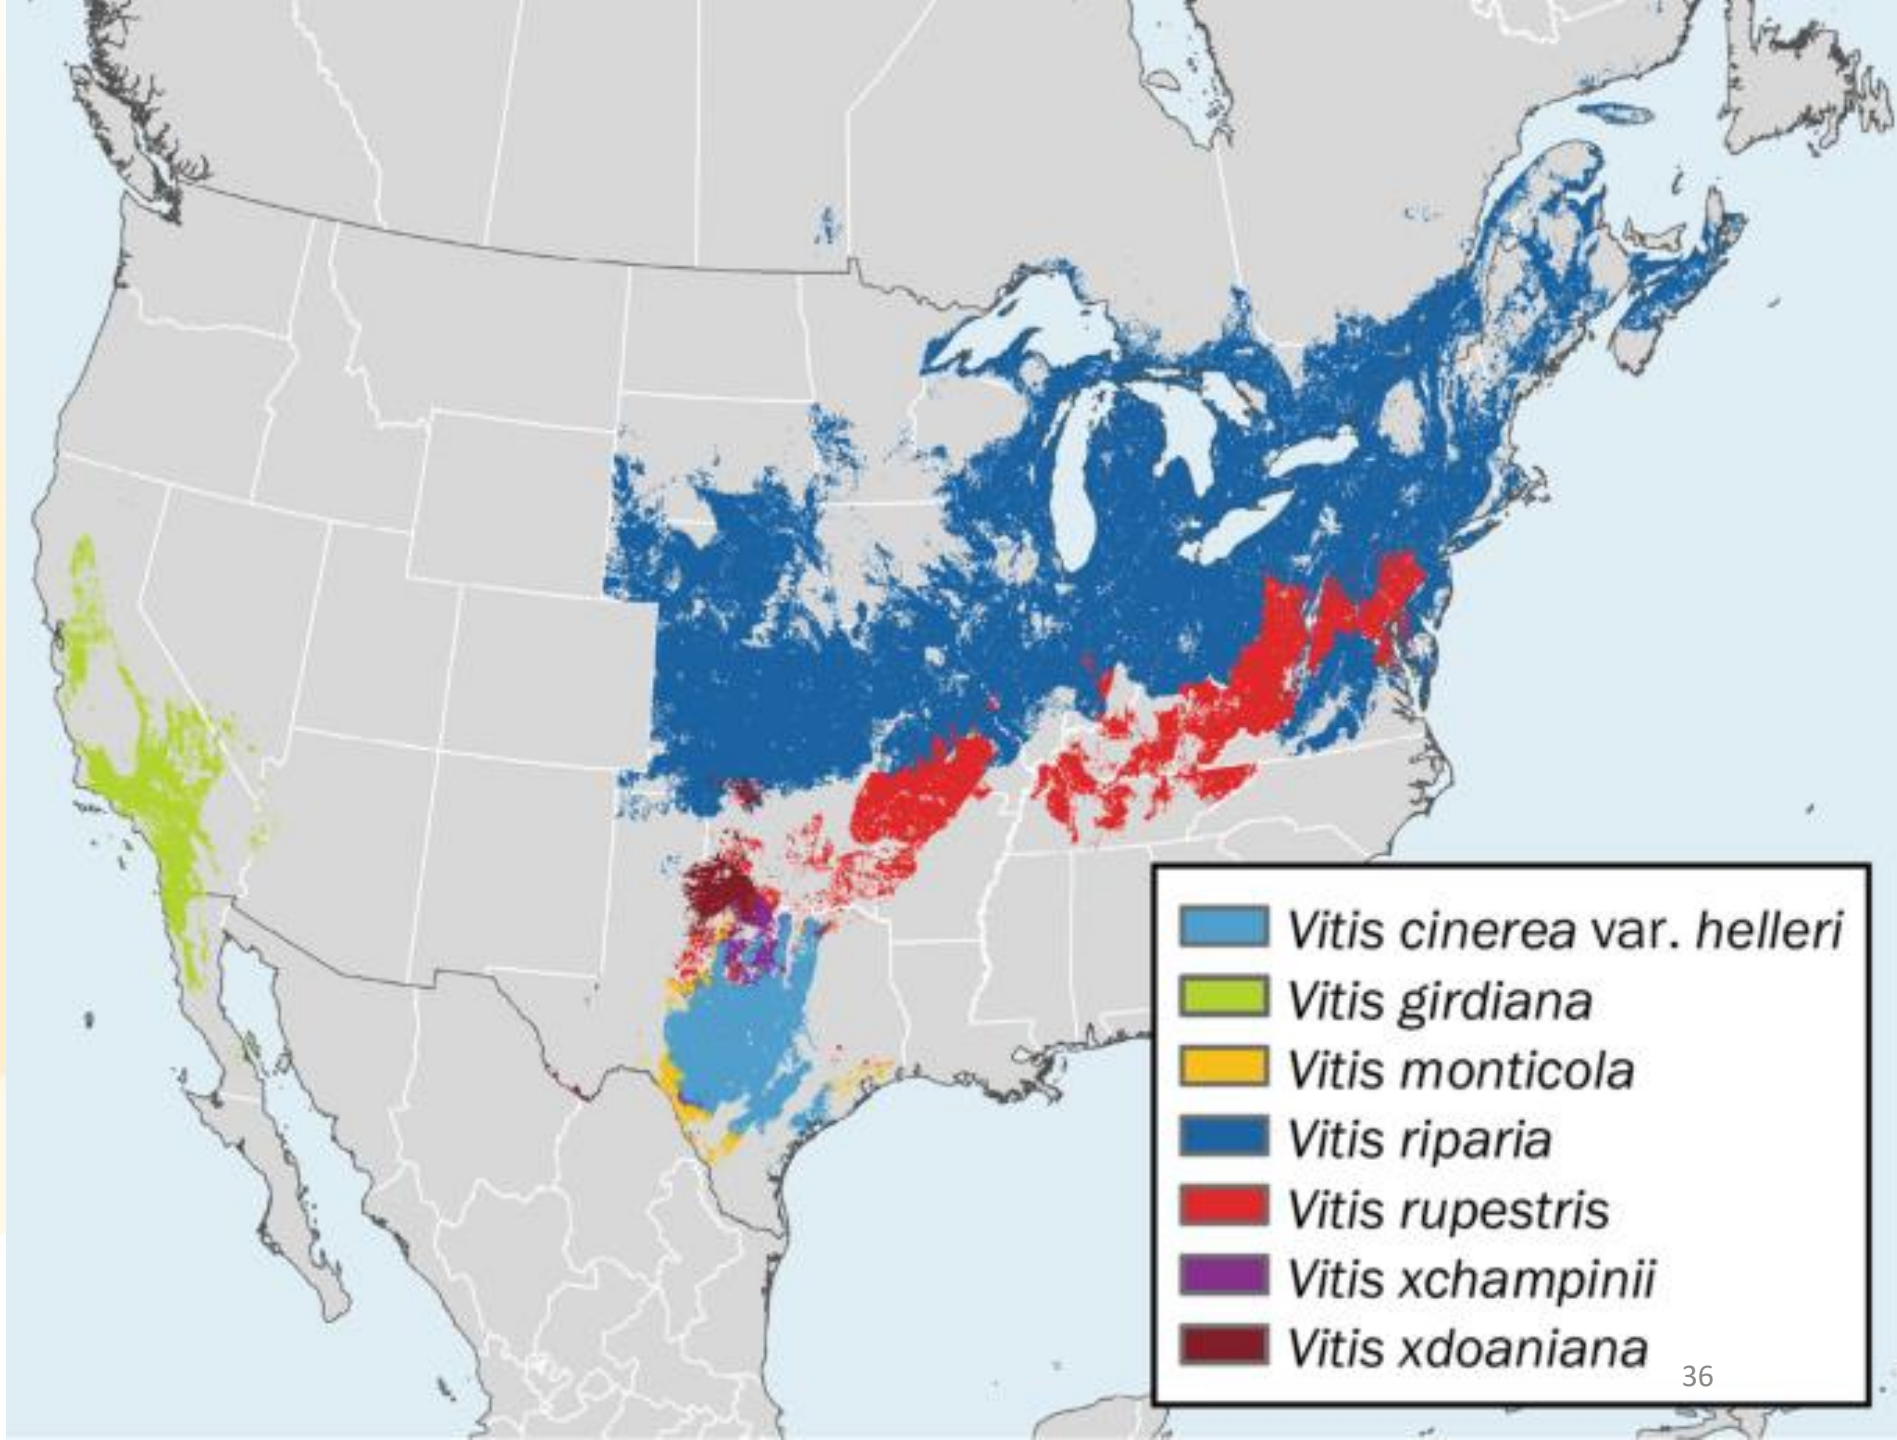 Vitis cinerea var. helleri
Vitis girdiana
Vitis monticola
Vitis riparia
Vitis rupestris
Vitis xchampinii
Vitis xdoaniana
36